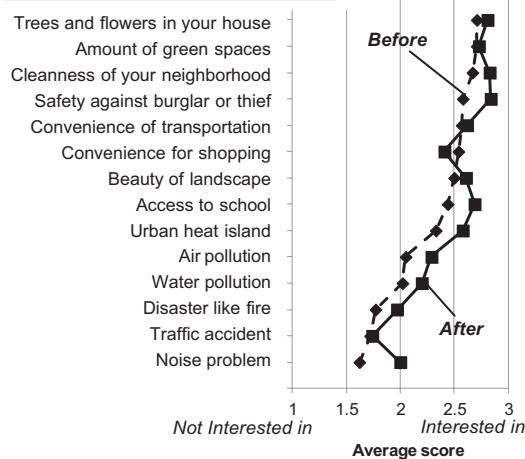 Trees and flowers in your house
Amount of green spaces
Cleanness of your neighborhood
Safety against burglar or thief
Convenience of transportation
Convenience for shopping
Beauty of landscape
Access to school
Urban heat island
Air pollution
Water pollution
Disaster like fire
Traffic accident
Noise problem
Before
After
1 1.5 2 2.5 3
Not Interested in Interested in
Average score